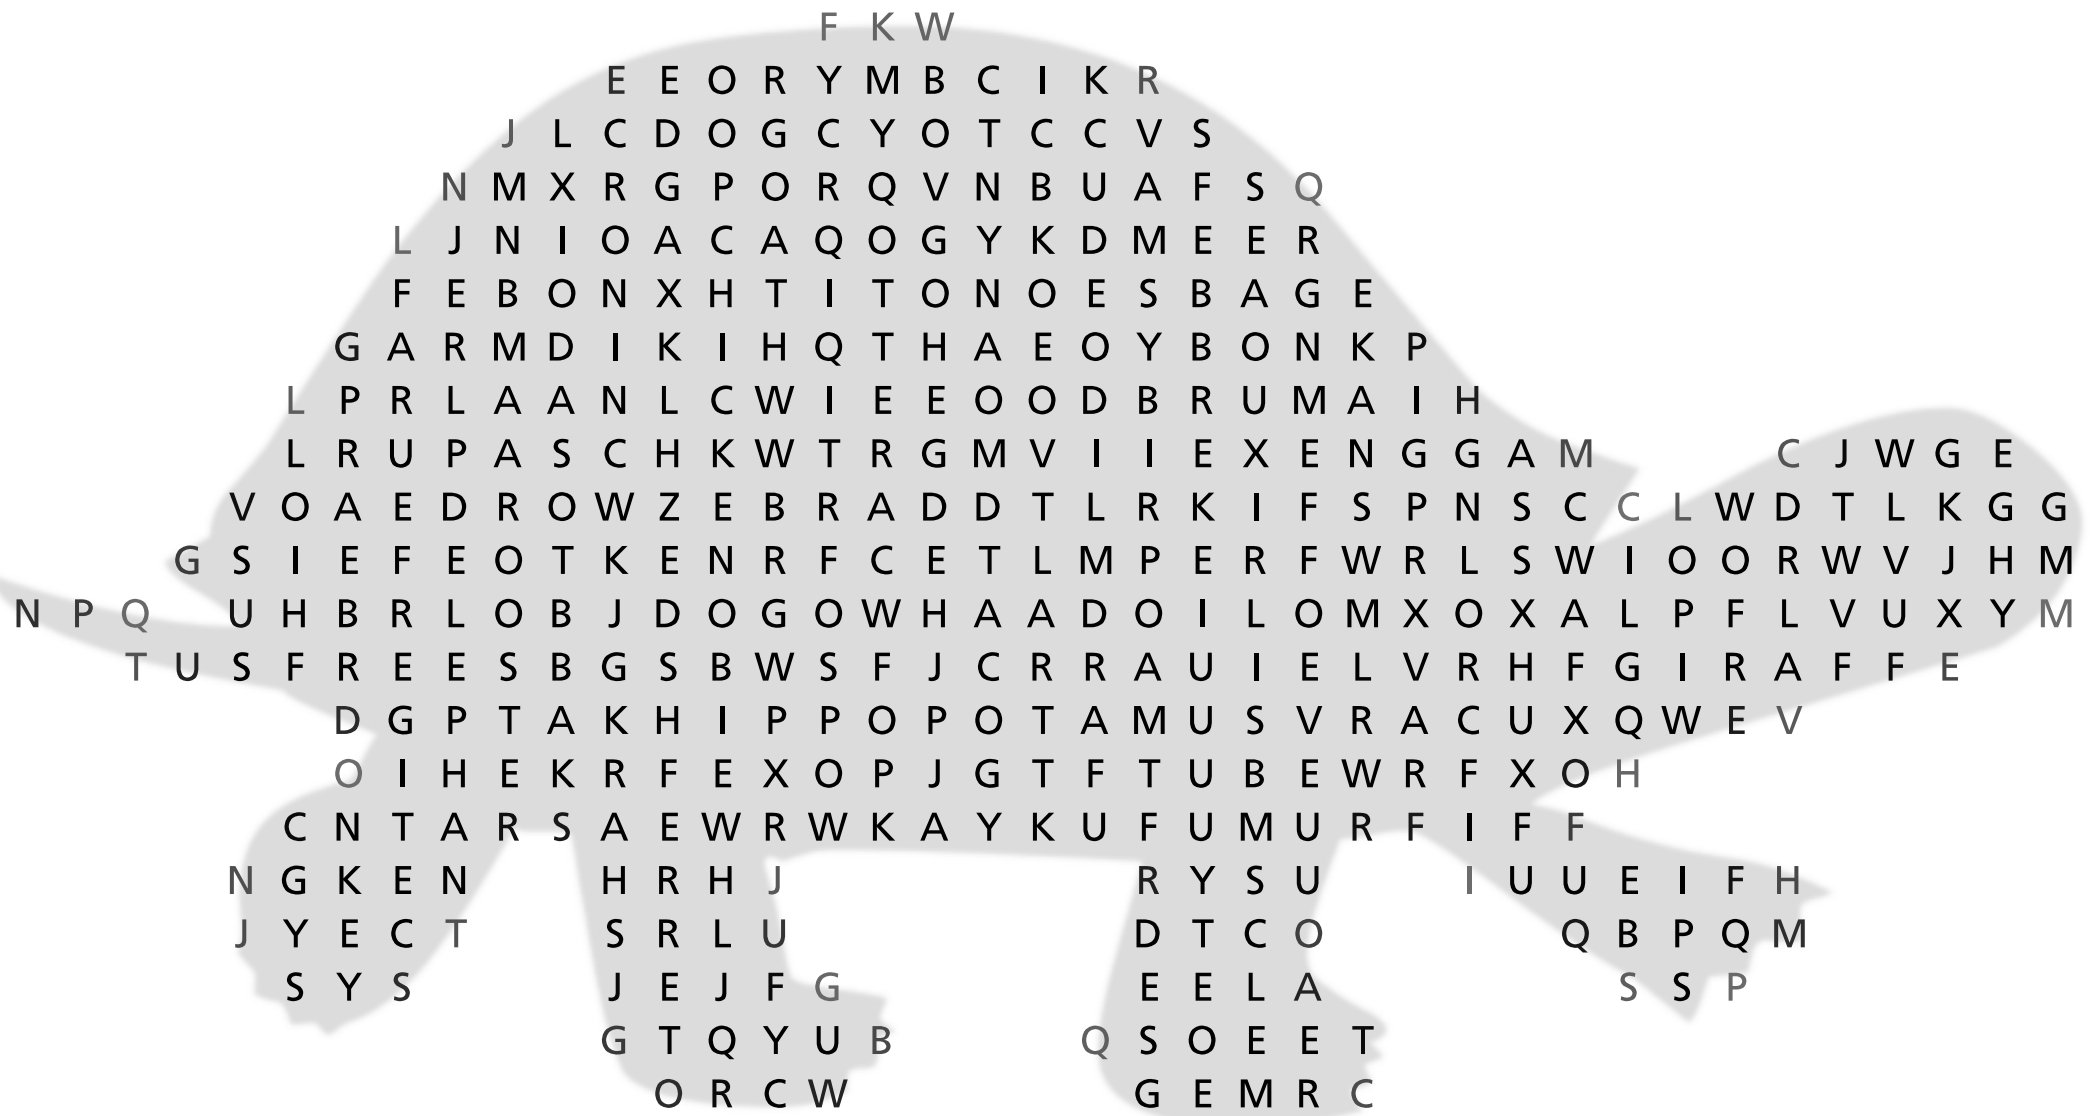 F K W
E E O R Y M B C I K R
J L C D O G C Y O T C C V S
N M X R G P O R Q V N B U A F S Q
L J N I O A C A Q O G Y K D M E E R
F E B O N X H T I T O N O E S B A G E
G A R M D I K I H Q T H A E O Y B O N K P
L P R L A A N L C W I E E O O D B R U M A I H
L R U P A S C H K W T R G M V I I E X E N G G A M C J W G E
V O A E D R O W Z E B R A D D T L R K I F S P N S C C L W D T L K G G
G S I E F E O T K E N R F C E T L M P E R F W R L S W I O O R W V J H M
N P Q U H B R L O B J D O G O W H A A D O I L O M X O X A L P F L V U X Y M
T U S F R E E S B G S B W S F J C R R A U I E L V R H F G I R A F F E
D G P T A K H I P P O P O T A M U S V R A C U X Q W E V
O I H E K R F E X O P J G T F T U B E W R F X O H
C N T A R S A E W R W K A Y K U F U M U R F I F F
N G K E N H R H J R Y S U I U U E I F H
J Y E C T S R L U D T C O Q B P Q M
S Y S J E J F G E E L A S S P
G T Q Y U B Q S O E E T
O R C W G E M R C